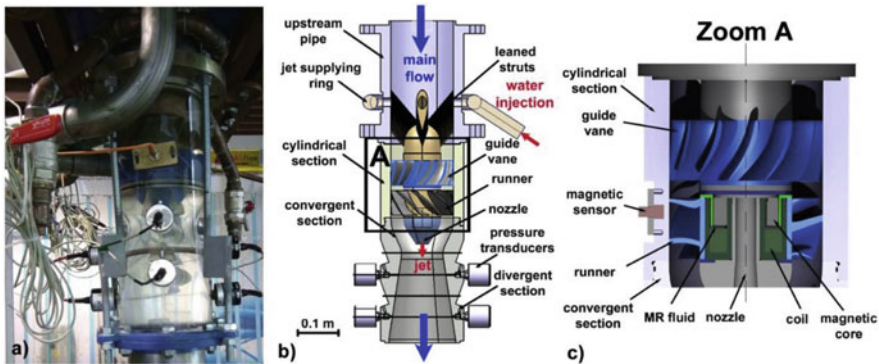 a)
upstream
pipe
main
flow
leaned
struts
jet supplying
ring
water
injection
cylindrical
section
A
guide
vane
runner
convergent
section
nozzle
pressure
transducers
jet
divergent
section
0.1 m
b)
Zoom A
cylindrical
section
guide
vane
magnetic
sensor
runner
convergent
section
MR fluid
nozzle
coil
magnetic
core
c)